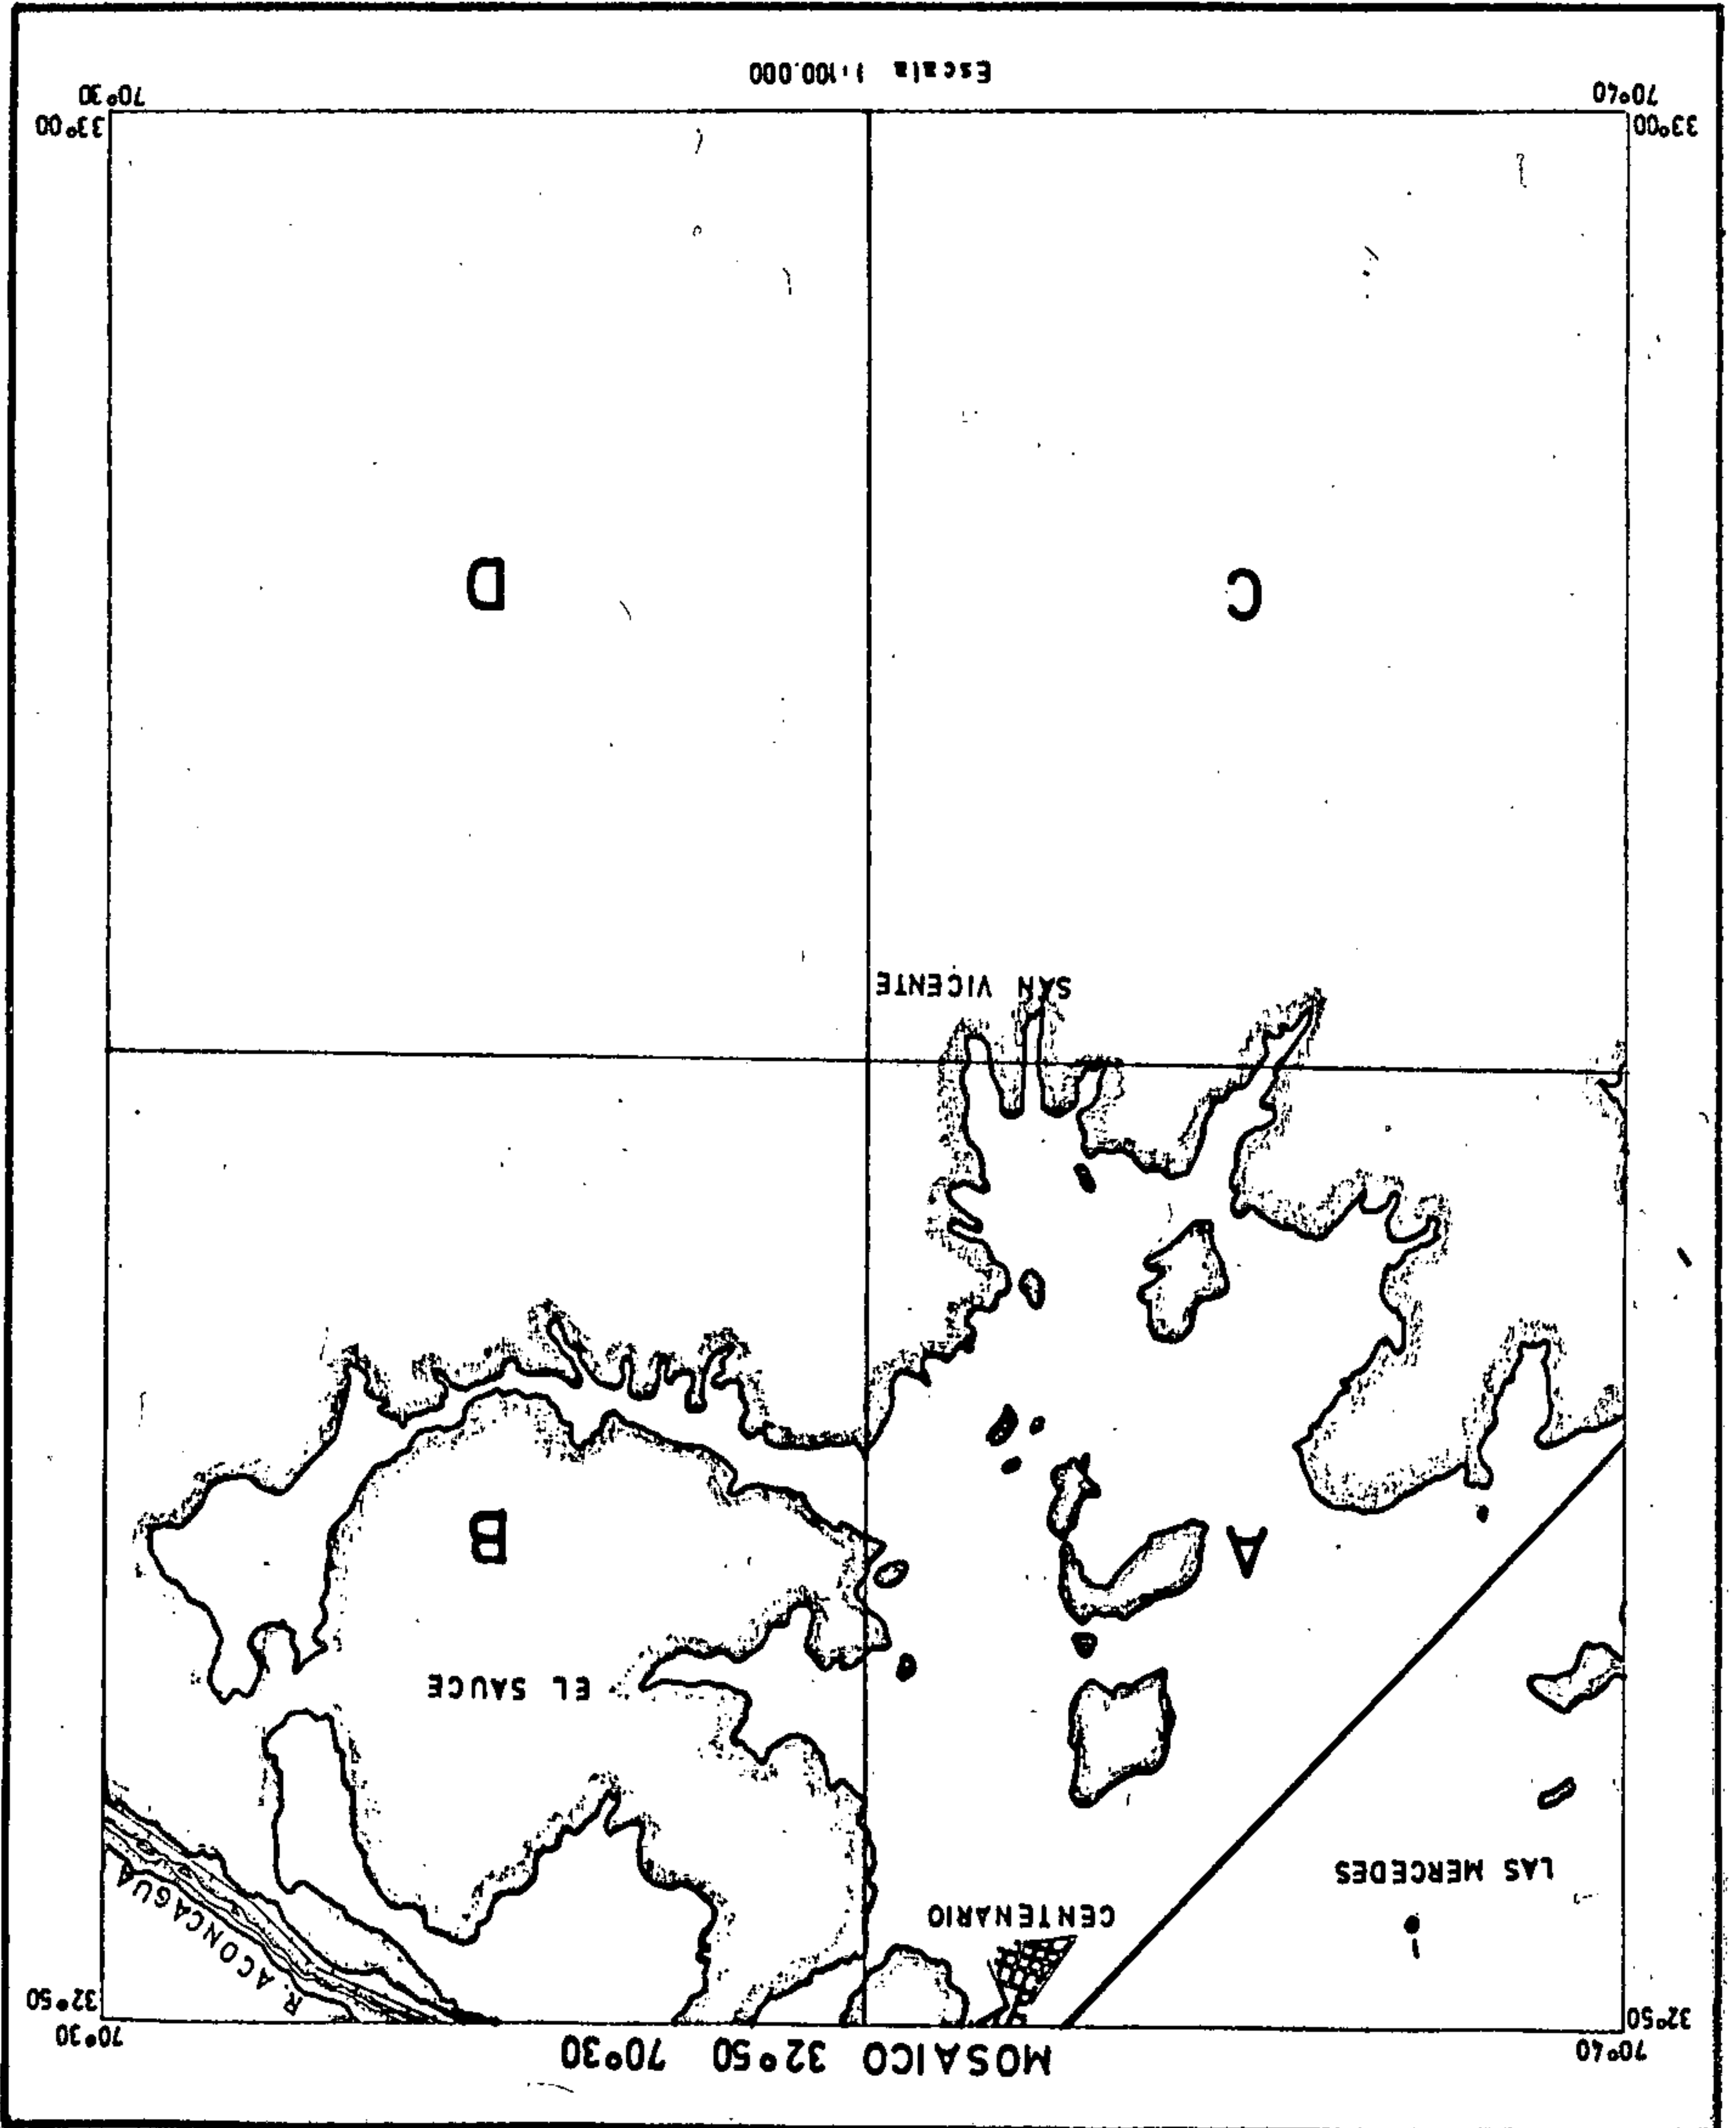 MOSAICO 32°50 70°30
70°40
70°30
32°50
32°50
CENTENARIO
R. ACONCAGUA
LAS MERCEDES
EL SAUCE
A
B
SAN VICENTE
C
D
33°00
33°00
70°40
70°30
Escala 1:100.000